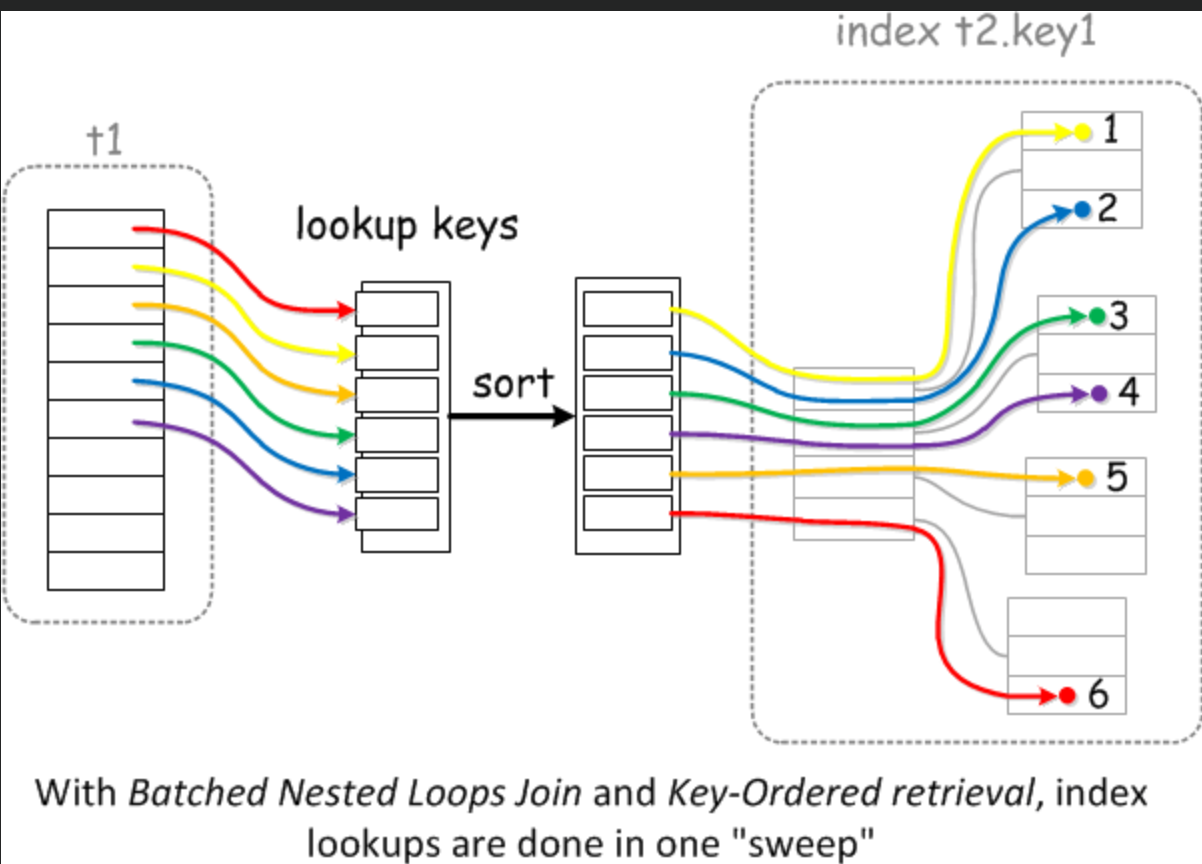 index t2.key1
t1
lookup keys
sort
1
2
3
4
5
6
With Batched Nested Loops Join and Key-Ordered retrieval, index
lookups are done in one "sweep"